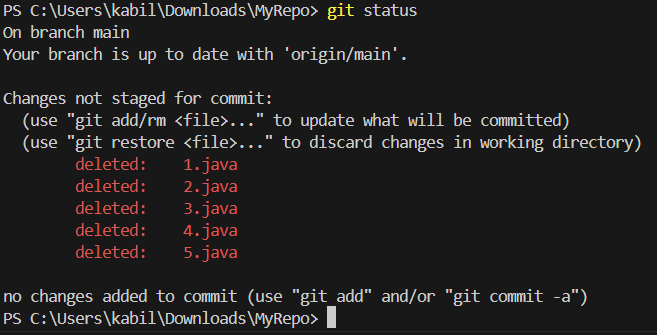 PS C:\Users\kabil\Downloads\MyRepo> git status
On branch main
Your branch is up to date with 'origin/main'.
Changes not staged for commit:
(use "git add/rm <file>..." to update what will be committed)
(use "git restore <file>..." to discard changes in working directory)
deleted: 1.java
deleted: 2.java
deleted: 3.java
deleted: 4.java
deleted: 5.java
no changes added to commit (use "git add" and/or "git commit -a")
PS C:\Users\kabil\Downloads\MyRepo>